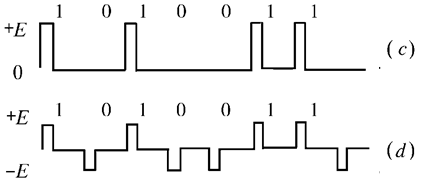 1 0 1 0 0 1 1
+E
0
(c)
1 0 1 0 0 1 1
+E
−E
(d)